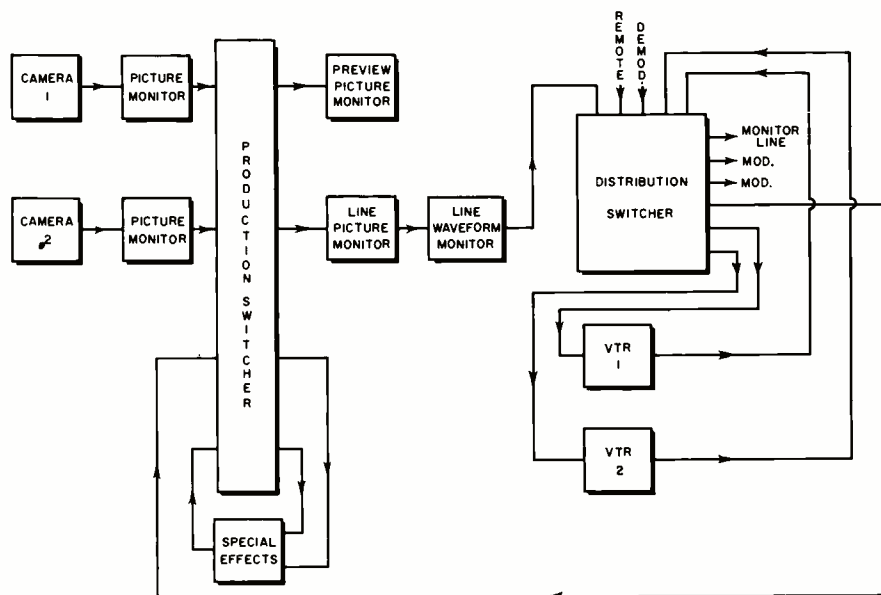 CAMERA
1
PICTURE
MONITOR
PREVIEW
PICTURE
MONITOR
REMOTE
DEMOD.
MONITOR
LINE
MOD.
MOD.
DISTRIBUTION
SWITCHER
CAMERA
2
PICTURE
MONITOR
PRODUCTION SWITCHER
LINE
PICTURE
MONITOR
LINE
WAVEFORM
MONITOR
VTR
1
VTR
2
SPECIAL
EFFECTS